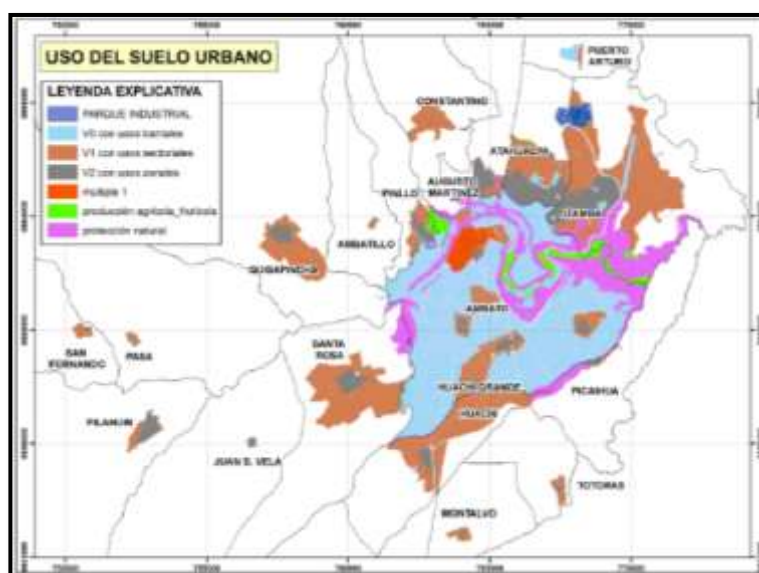 USO DEL SUELO URBANO
LEYENDA EXPLICATIVA
PARQUE INDUSTRIAL
V0 con usos barriales
V1 con usos sectoriales
V2 con usos zonales
múltiple 1
producción agrícola_frutícola
protección natural
PUERTO
ARTURO
CONSTANTINO
ATAHUALPA
AUGUSTO
MARTINEZ
PINLLO
IZAMBA
AMBATILLO
QUISAPINCHA
AMBATO
SAN
FERNANDO
PASA
SANTA
ROSA
HUACHI GRANDE
PICAIHUA
HUACHI
PILAHUIN
JUAN B. VELA
TOTORAS
MONTALVO